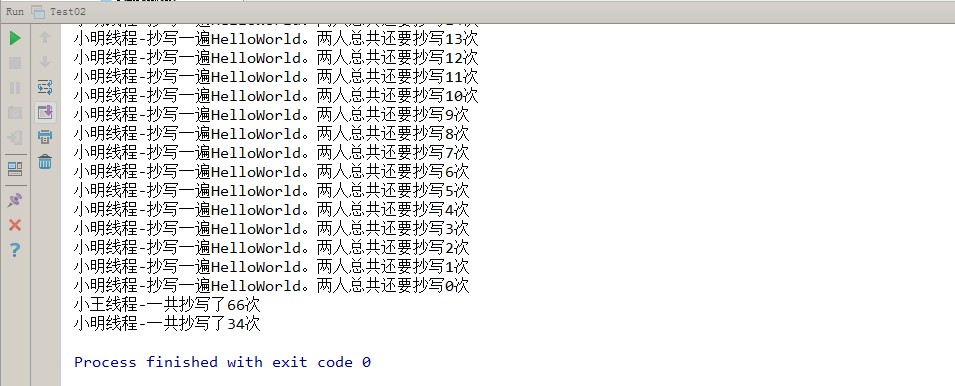 Run Test02
小明线程-抄写一遍HelloWorld。两人总共还要抄写13次
小明线程-抄写一遍HelloWorld。两人总共还要抄写12次
小明线程-抄写一遍HelloWorld。两人总共还要抄写11次
小明线程-抄写一遍HelloWorld。两人总共还要抄写10次
小明线程-抄写一遍HelloWorld。两人总共还要抄写9次
小明线程-抄写一遍HelloWorld。两人总共还要抄写8次
小明线程-抄写一遍HelloWorld。两人总共还要抄写7次
小明线程-抄写一遍HelloWorld。两人总共还要抄写6次
小明线程-抄写一遍HelloWorld。两人总共还要抄写5次
小明线程-抄写一遍HelloWorld。两人总共还要抄写4次
小明线程-抄写一遍HelloWorld。两人总共还要抄写3次
小明线程-抄写一遍HelloWorld。两人总共还要抄写2次
小明线程-抄写一遍HelloWorld。两人总共还要抄写1次
小明线程-抄写一遍HelloWorld。两人总共还要抄写0次
小王线程-一共抄写了66次
小明线程-一共抄写了34次
Process finished with exit code 0